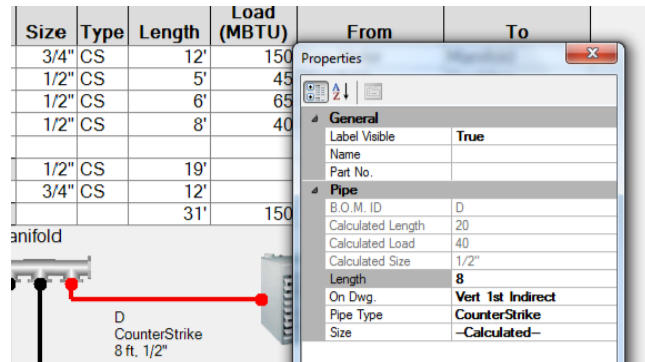 Size Type Length Load (MBTU) From To
3/4" CS 12' 150
1/2" CS 5' 45
1/2" CS 6' 65
1/2" CS 8' 40
1/2" CS 19'
3/4" CS 12'
31' 150
anifold
D
CounterStrike
8 ft, 1/2"
Properties
General
Label Visible True
Name
Part No.
Pipe
B.O.M. ID D
Calculated Length 20
Calculated Load 40
Calculated Size 1/2"
Length 8
On Dwg. Vert 1st Indirect
Pipe Type CounterStrike
Size --Calculated--